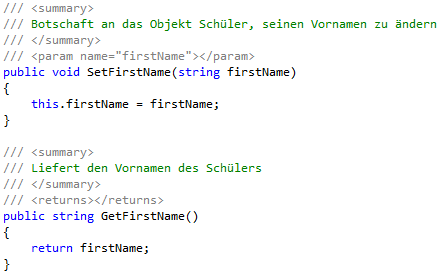 /// <summary>
/// Botschaft an das Objekt Schüler, seinen Vornamen zu ändern
/// </summary>
/// <param name="firstName"></param>
public void SetFirstName(string firstName)
{
    this.firstName = firstName;
}

/// <summary>
/// Liefert den Vornamen des Schülers
/// </summary>
/// <returns></returns>
public string GetFirstName()
{
    return firstName;
}